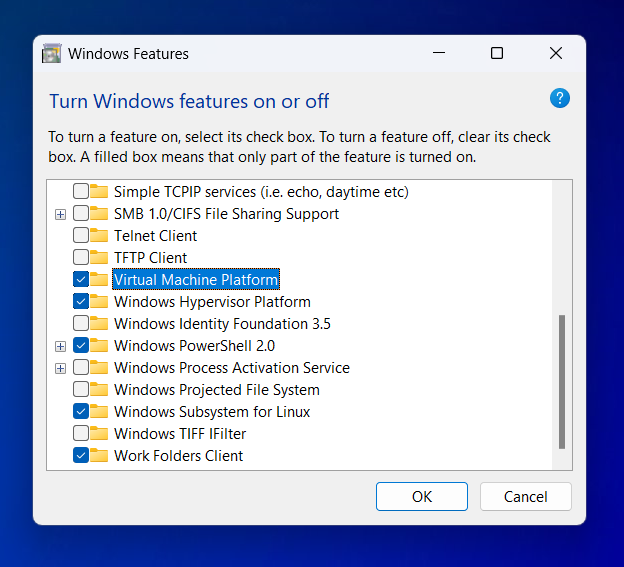 Windows Features
Turn Windows features on or off
?
To turn a feature on, select its check box. To turn a feature off, clear its check
box. A filled box means that only part of the feature is turned on.
Simple TCPIP services (i.e. echo, daytime etc)
SMB 1.0/CIFS File Sharing Support
Telnet Client
TFTP Client
Virtual Machine Platform
Windows Hypervisor Platform
Windows Identity Foundation 3.5
Windows PowerShell 2.0
Windows Process Activation Service
Windows Projected File System
Windows Subsystem for Linux
Windows TIFF IFilter
Work Folders Client
OK
Cancel